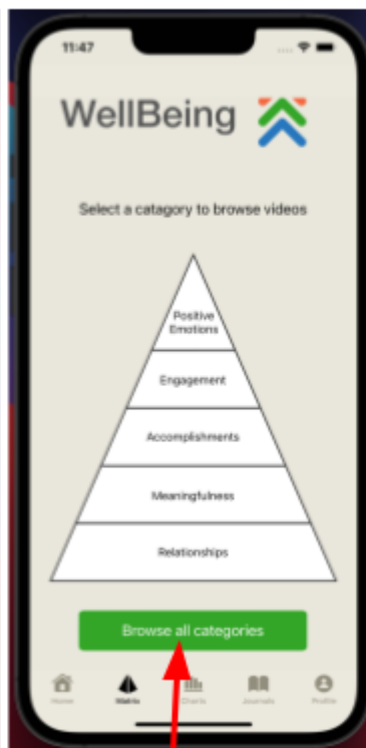 11:47
WellBeing
Select a catagory to browse videos
Positive
Emotions
Engagement
Accomplishments
Meaningfulness
Relationships
Browse all categories
Home
Matrix
Charts
Journals
Profile